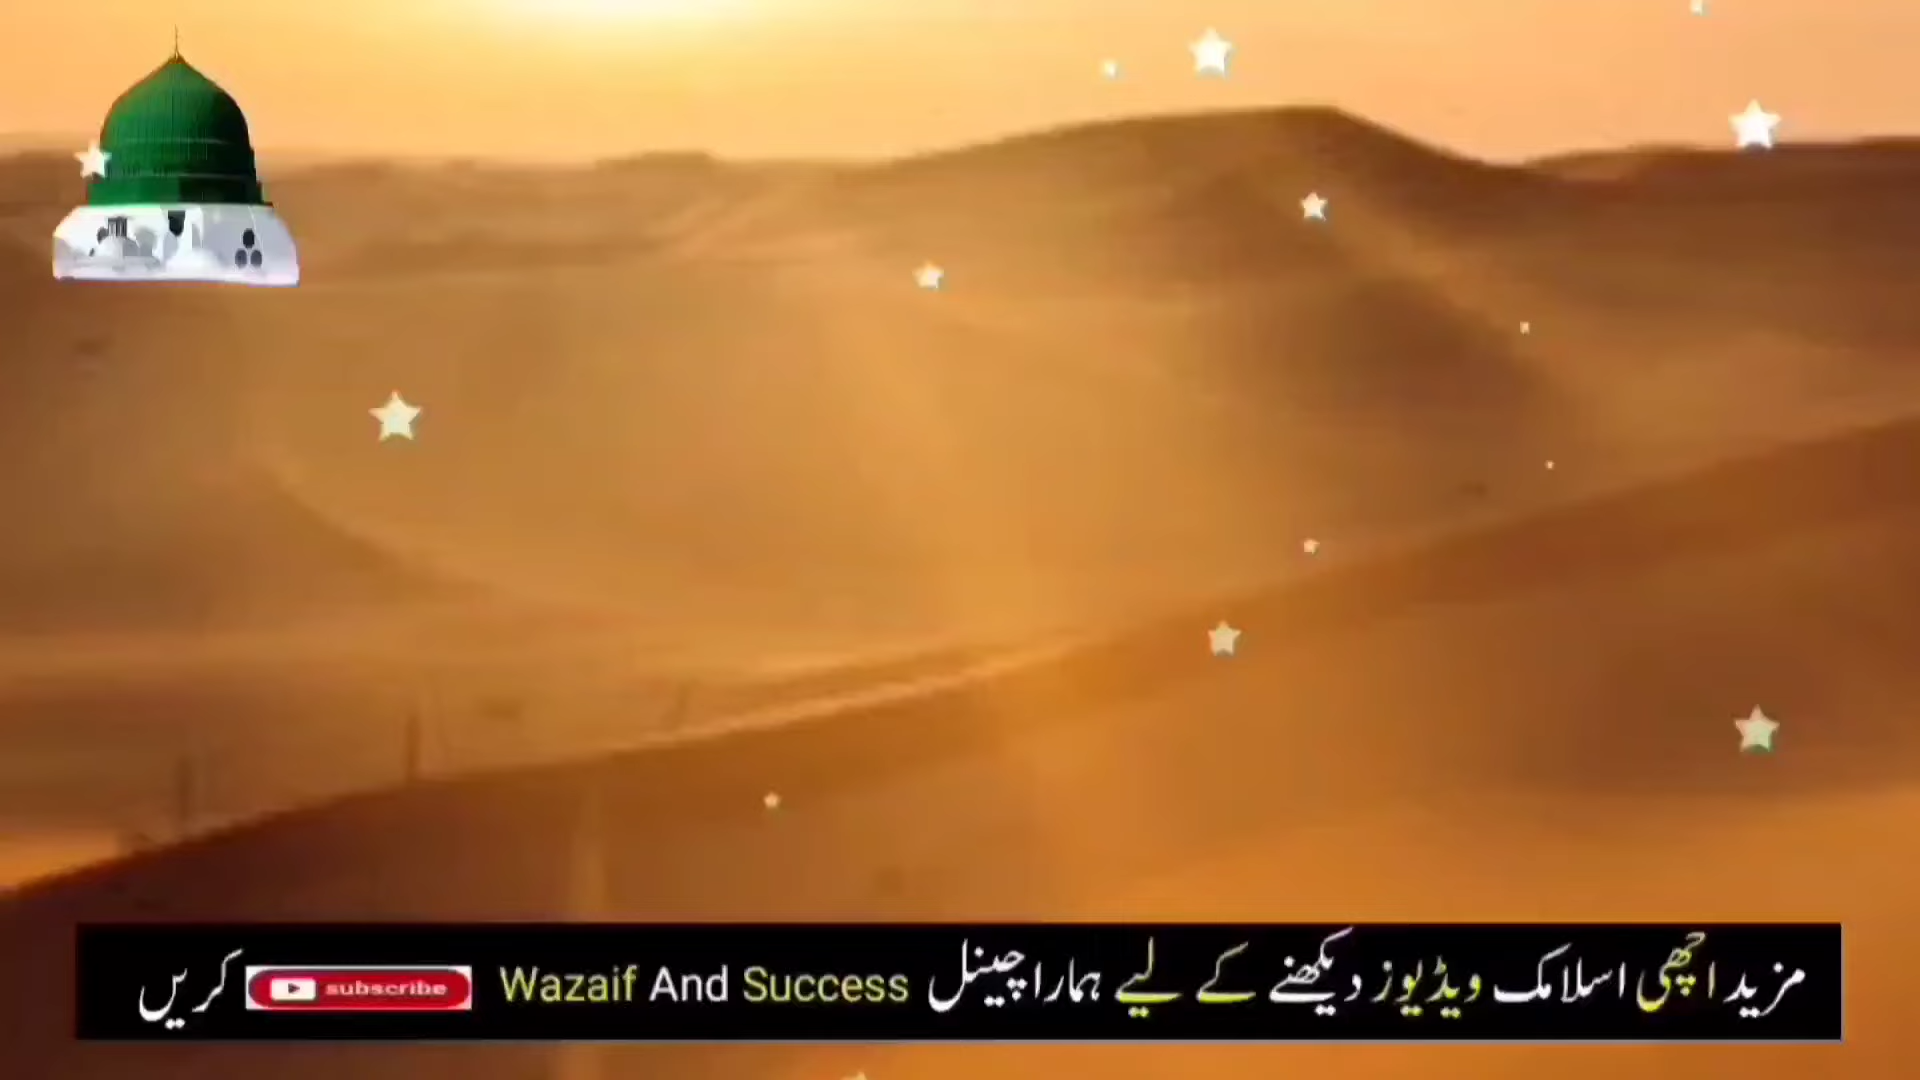 مزید اچھی اسلامک ویڈیوز دیکھنے کے لیے ہمارا چینل Wazaif And Success subscribe کریں